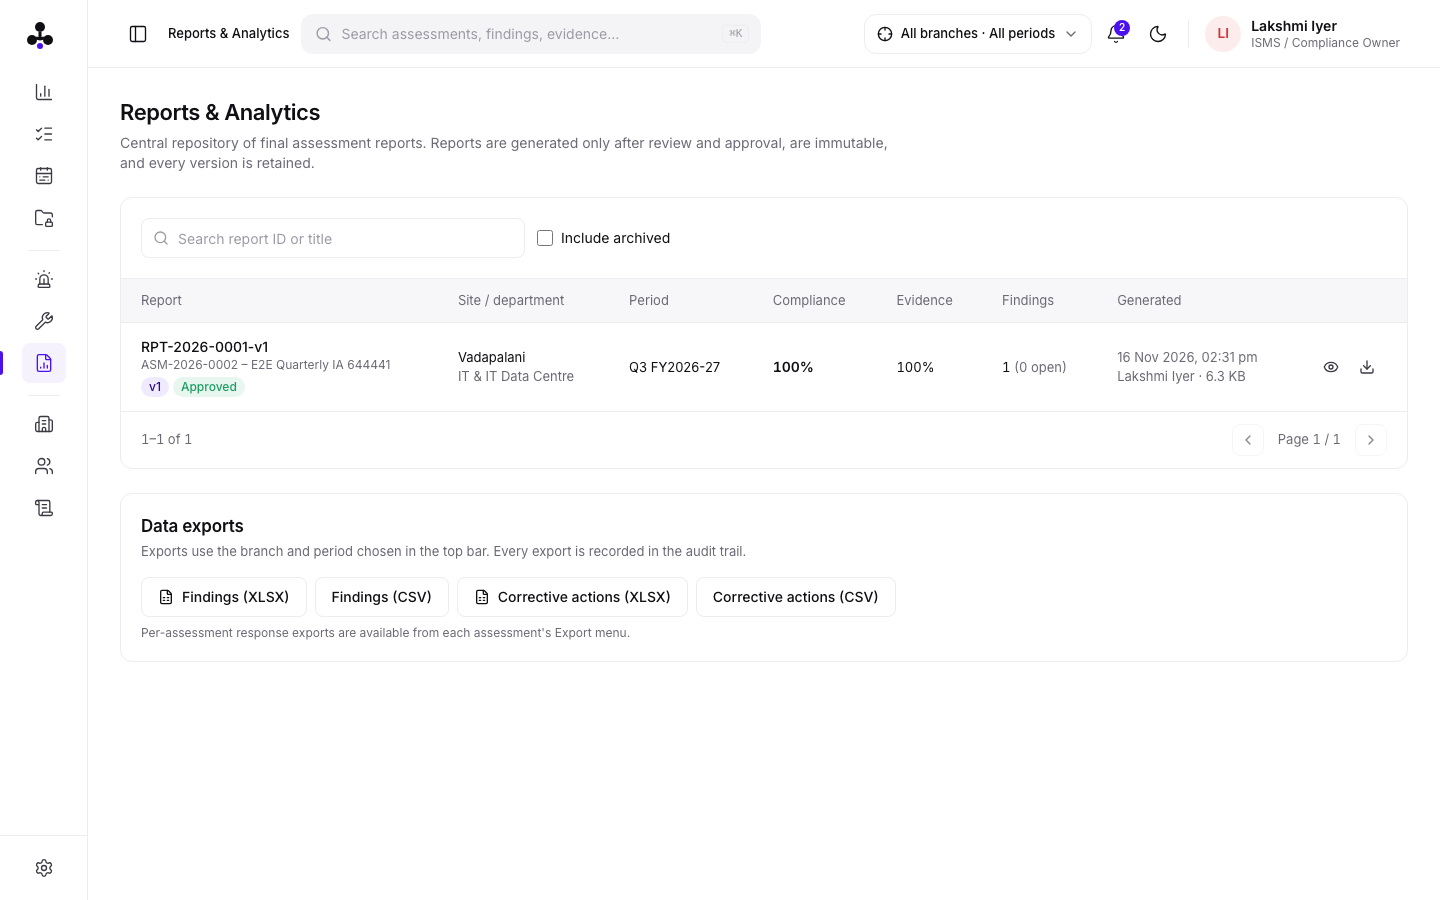 Reports & Analytics
Search assessments, findings, evidence...
⌘K
All branches · All periods
2
LI
Lakshmi Iyer
ISMS / Compliance Owner
Reports & Analytics
Central repository of final assessment reports. Reports are generated only after review and approval, are immutable,
and every version is retained.
Search report ID or title
Include archived
Report
Site / department
Period
Compliance
Evidence
Findings
Generated
RPT-2026-0001-v1
ASM-2026-0002 – E2E Quarterly IA 644441
v1
Approved
Vadapalani
IT & IT Data Centre
Q3 FY2026-27
100%
100%
1 (0 open)
16 Nov 2026, 02:31 pm
Lakshmi Iyer · 6.3 KB
1–1 of 1
Page 1 / 1
Data exports
Exports use the branch and period chosen in the top bar. Every export is recorded in the audit trail.
Findings (XLSX)
Findings (CSV)
Corrective actions (XLSX)
Corrective actions (CSV)
Per-assessment response exports are available from each assessment's Export menu.